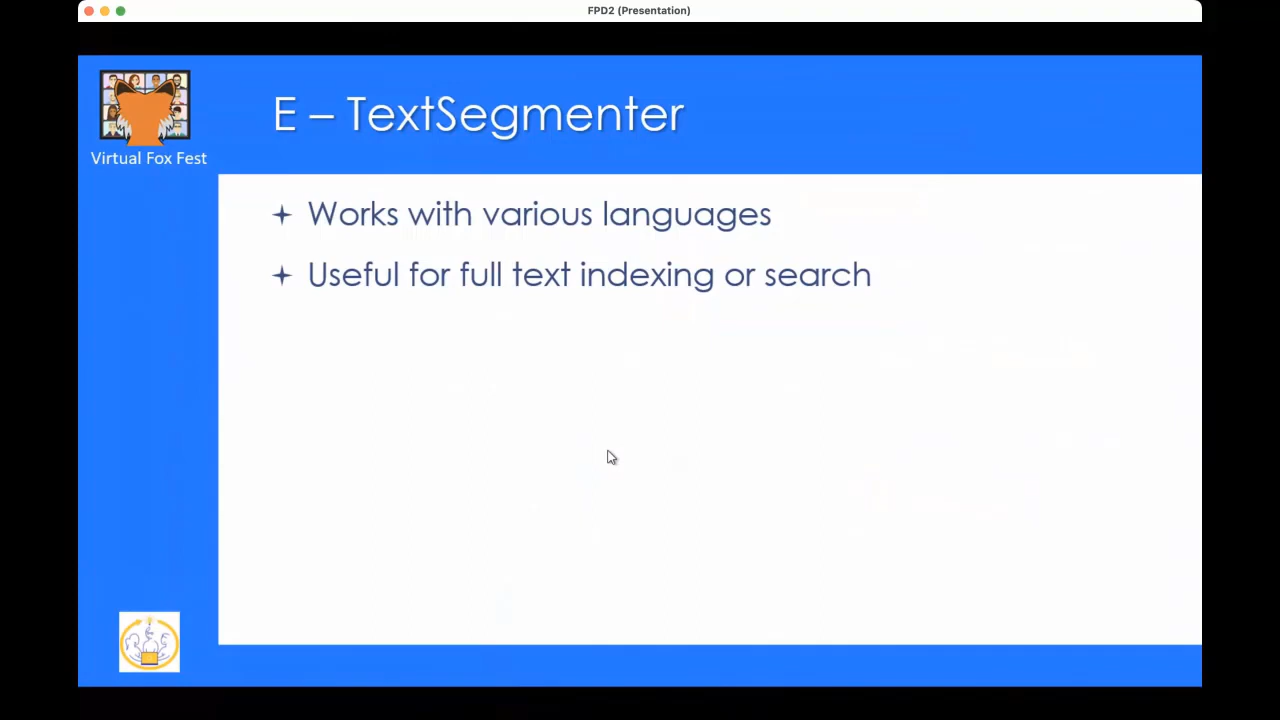 FPD2 (Presentation)
E – TextSegmenter
Virtual Fox Fest
Works with various languages
Useful for full text indexing or search